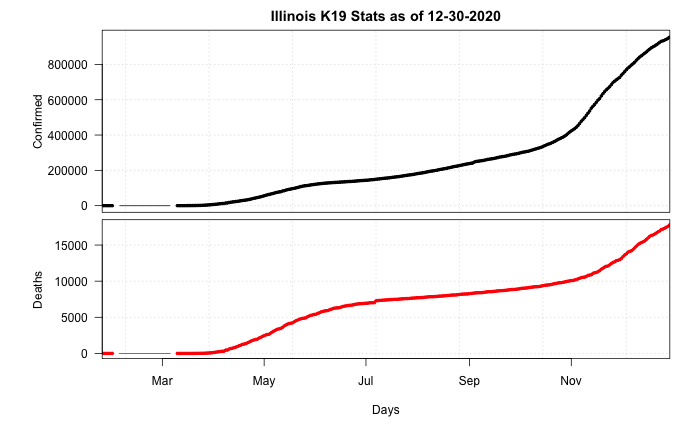 Illinois K19 Stats as of 12-30-2020
Confirmed
800000
600000
400000
200000
0
Deaths
15000
10000
5000
0
Mar May Jul Sep Nov
Days